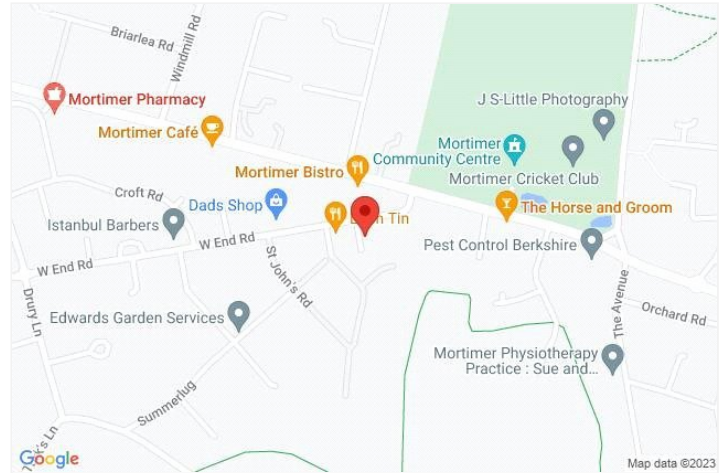 Briarlea Rd
Windmill Rd
Mortimer Pharmacy
J S-Little Photography
Mortimer Café
Mortimer
Community Centre
Mortimer Bistro
Mortimer Cricket Club
Croft Rd
Dads Shop
Tin
The Horse and Groom
Istanbul Barbers
W End Rd
Pest Control Berkshire
W End Rd
St John's Rd
Drury Ln
The Avenue
Orchard Rd
Edwards Garden Services
Mortimer Physiotherapy
Practice : Sue and...
Summerlug
Ln
Google
Map data ©2023